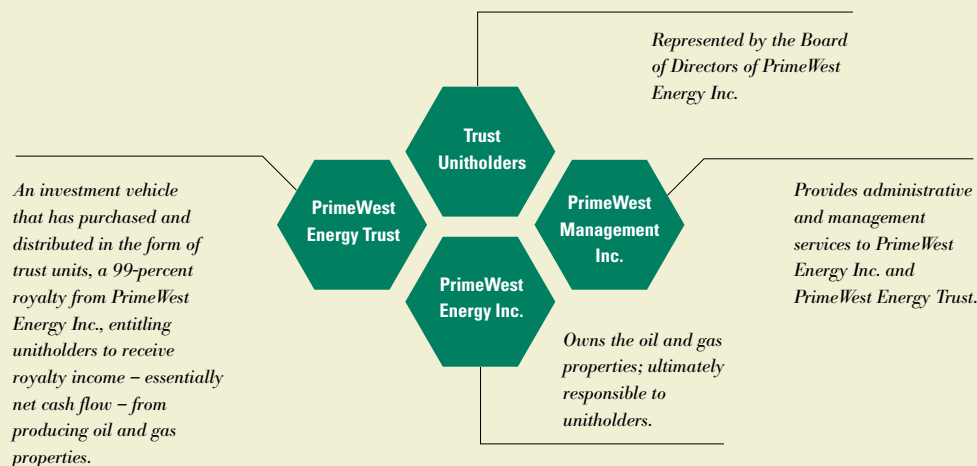 Represented by the Board
of Directors of PrimeWest
Energy Inc.
Trust
Unitholders
An investment vehicle
that has purchased and
distributed in the form of
trust units, a 99-percent
royalty from PrimeWest
Energy Inc., entitling
unitholders to receive
royalty income – essentially
net cash flow – from
producing oil and gas
properties.
PrimeWest
Energy Trust
PrimeWest
Management
Inc.
Provides administrative
and management
services to PrimeWest
Energy Inc. and
PrimeWest Energy Trust.
PrimeWest
Energy Inc.
Owns the oil and gas
properties; ultimately
responsible to
unitholders.